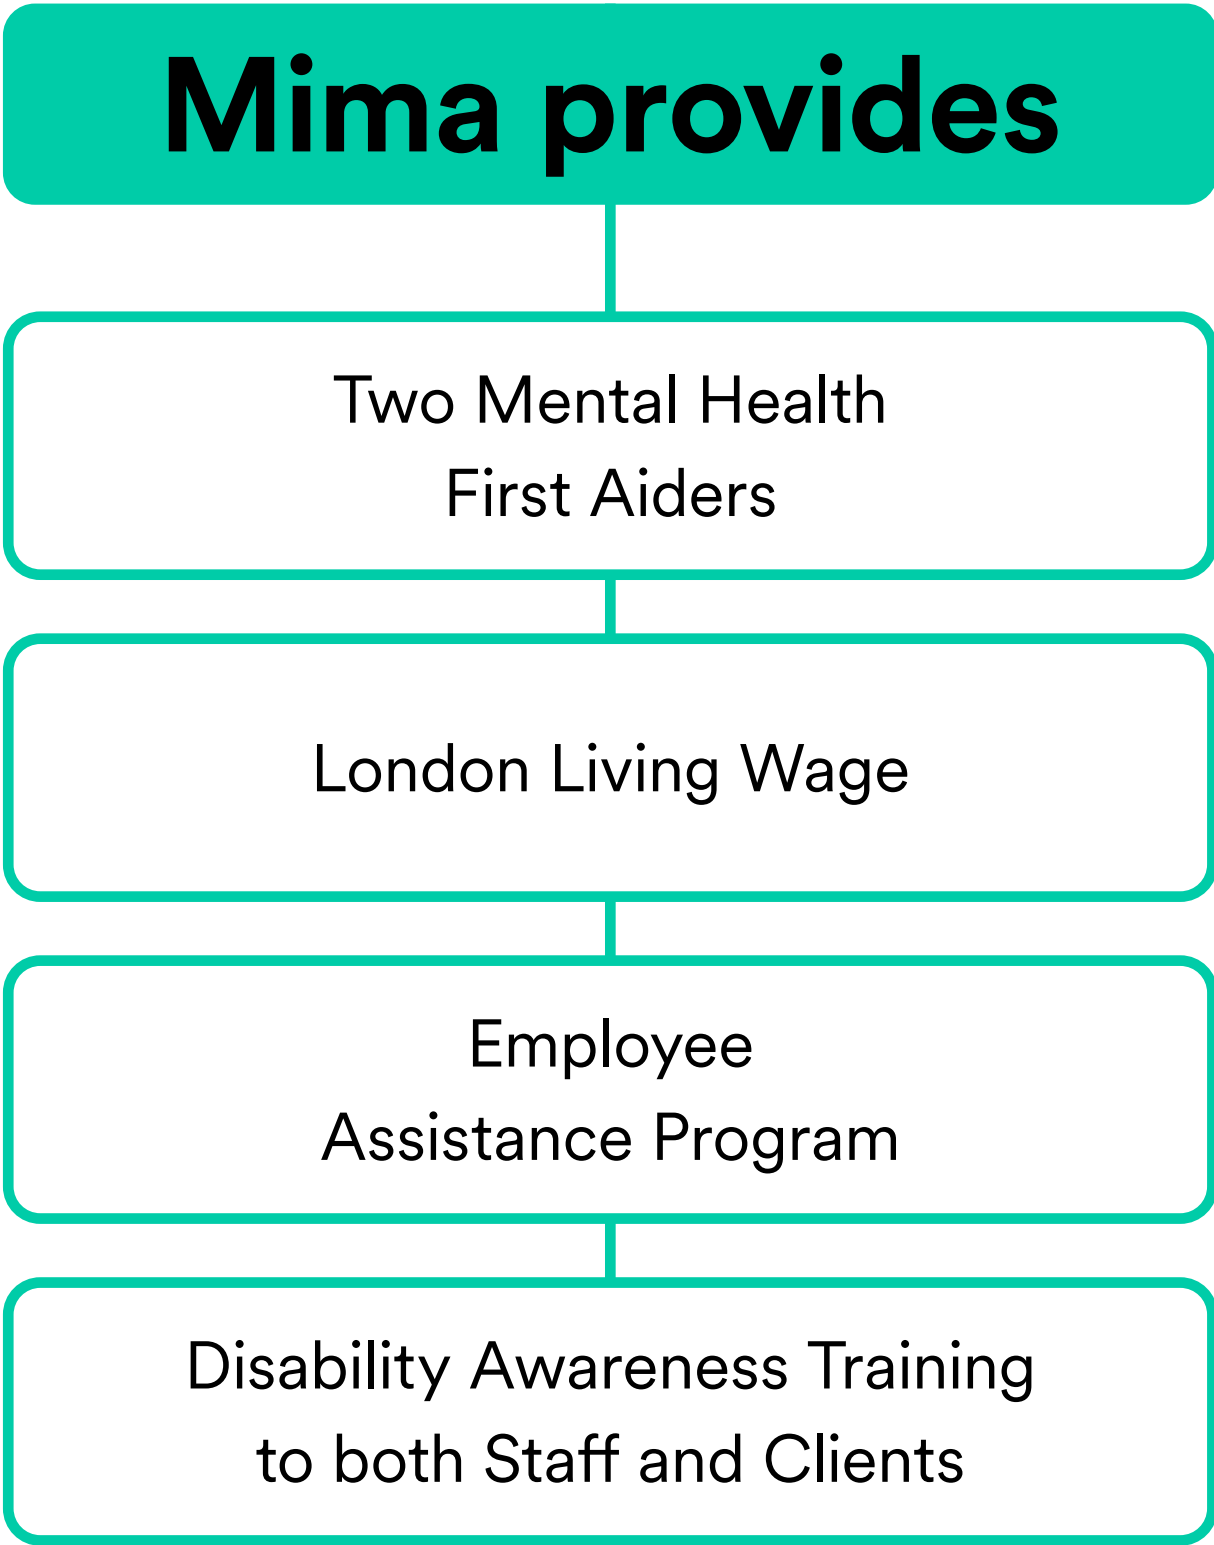 Mima provides
Two Mental Health
First Aiders
London Living Wage
Employee
Assistance Program
Disability Awareness Training
to both Staff and Clients